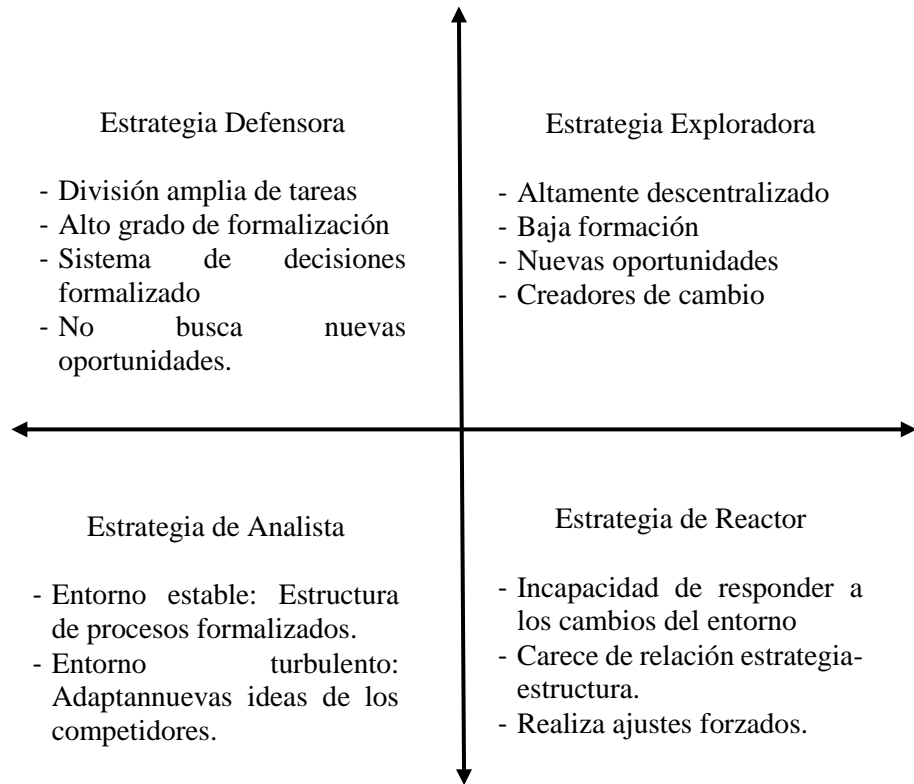 Estrategia Defensora
- División amplia de tareas
- Alto grado de formalización
- Sistema de decisiones
formalizado
- No busca nuevas
oportunidades.
Estrategia Exploradora
- Altamente descentralizado
- Baja formación
- Nuevas oportunidades
- Creadores de cambio
Estrategia de Analista
- Entorno estable: Estructura
de procesos formalizados.
- Entorno turbulento:
Adaptannuevas ideas de los
competidores.
Estrategia de Reactor
- Incapacidad de responder a
los cambios del entorno
- Carece de relación estrategia-
estructura.
- Realiza ajustes forzados.